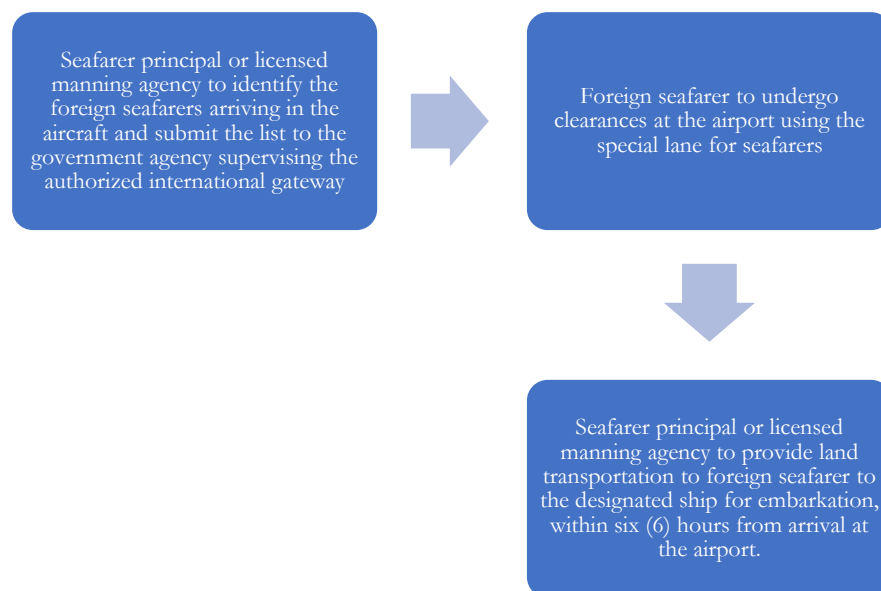 Seafarer principal or licensed
manning agency to identify the
foreign seafarers arriving in the
aircraft and submit the list to the
government agency supervising the
authorized international gateway
Foreign seafarer to undergo
clearances at the airport using the
special lane for seafarers
Seafarer principal or licensed
manning agency to provide land
transportation to foreign seafarer to
the designated ship for embarkation,
within six (6) hours from arrival at
the airport.